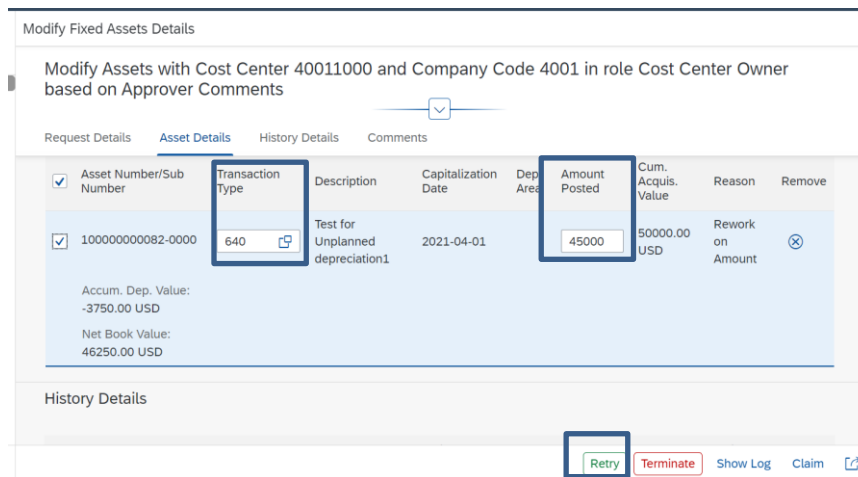 Modify Fixed Assets Details
Modify Assets with Cost Center 40011000 and Company Code 4001 in role Cost Center Owner
based on Approver Comments
Request Details Asset Details History Details Comments
Asset Number/Sub Number Transaction Type Description Capitalization Date Dep Area Amount Posted Cum. Acquis. Value Reason Remove
100000000082-0000 640 Test for Unplanned depreciation1 2021-04-01 45000 50000.00 USD Rework on Amount
Accum. Dep. Value:
-3750.00 USD
Net Book Value:
46250.00 USD
History Details
Retry Terminate Show Log Claim